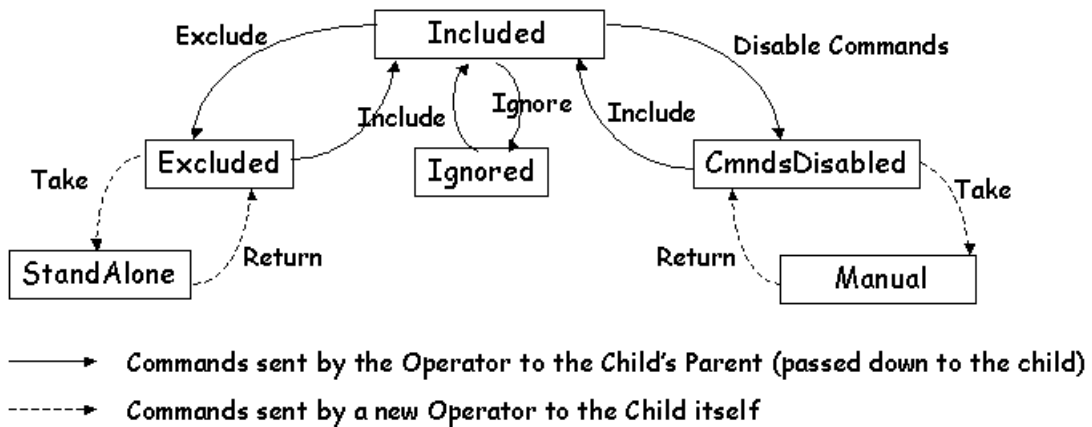 Included
Exclude
Disable Commands
Include
Ignore
Include
Excluded
Ignored
CmndsDisabled
Take
Take
StandAlone
Return
Return
Manual
Commands sent by the Operator to the Child's Parent (passed down to the child)
Commands sent by a new Operator to the Child itself